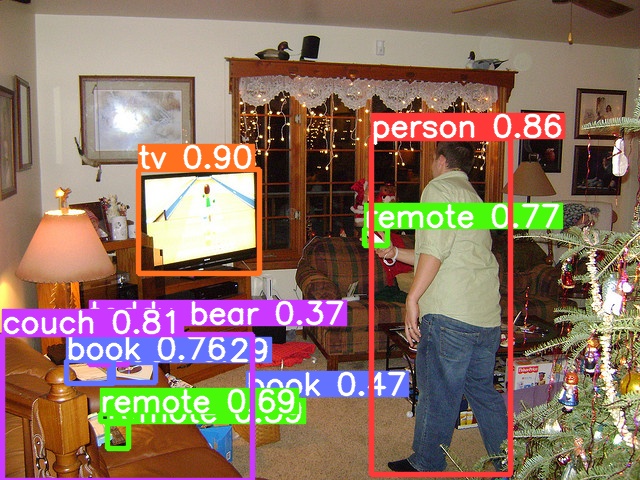 person 0.86
tv 0.90
remote 0.77
bear 0.37
couch 0.81
book 0.7629
book 0.47
remote 0.69